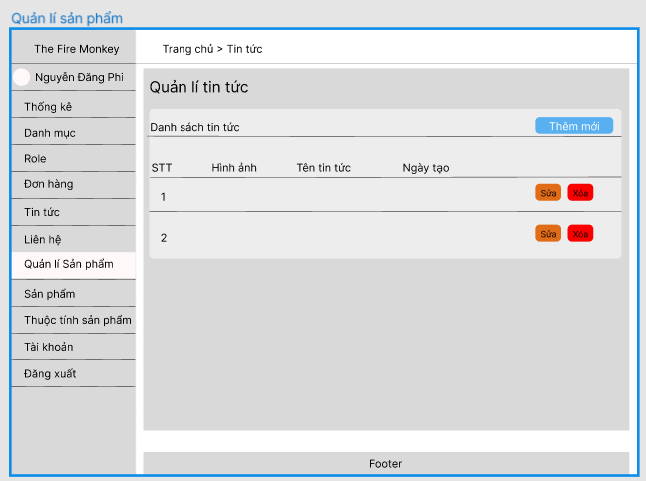 Quản lí sản phẩm
The Fire Monkey
Trang chủ > Tin tức
Nguyễn Đăng Phi
Thống kê
Danh mục
Role
Đơn hàng
Tin tức
Liên hệ
Quản lí Sản phẩm
Sản phẩm
Thuộc tính sản phẩm
Tài khoản
Đăng xuất
Quản lí tin tức
Danh sách tin tức
Thêm mới
STT Hình ảnh Tên tin tức Ngày tạo
1 Sửa Xóa
2 Sửa Xóa
Footer